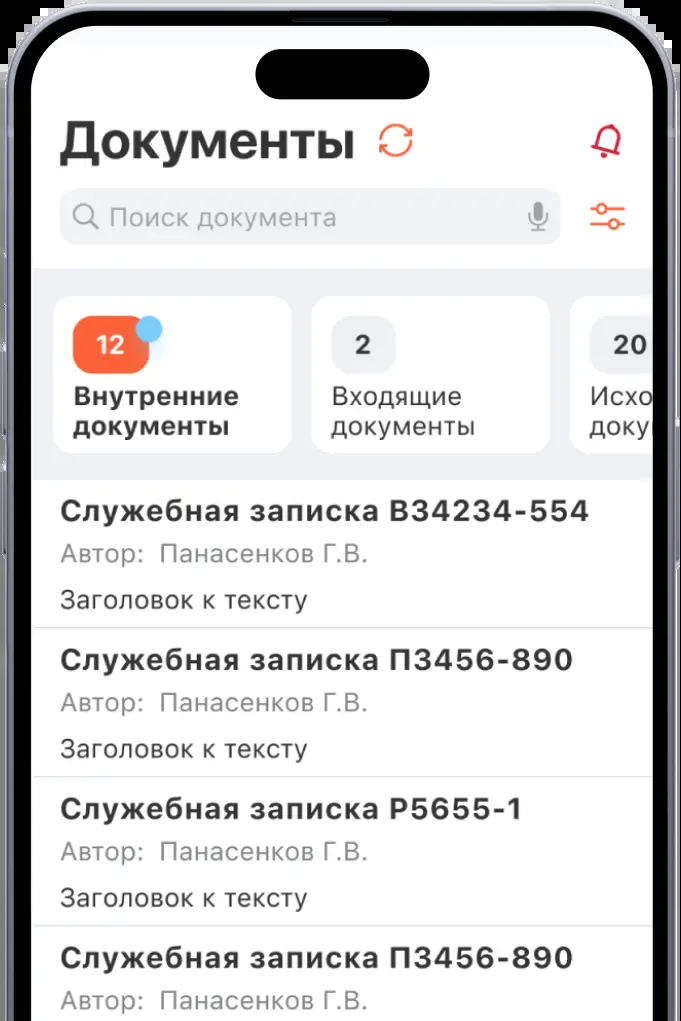 Документы
Поиск документа
12
Внутренние
документы
2
Входящие
документы
20
Исхо
доку
Служебная записка В34234-554
Автор: Панасенков Г.В.
Заголовок к тексту
Служебная записка П3456-890
Автор: Панасенков Г.В.
Заголовок к тексту
Служебная записка Р5655-1
Автор: Панасенков Г.В.
Заголовок к тексту
Служебная записка П3456-890
Автор: Панасенков Г.В.